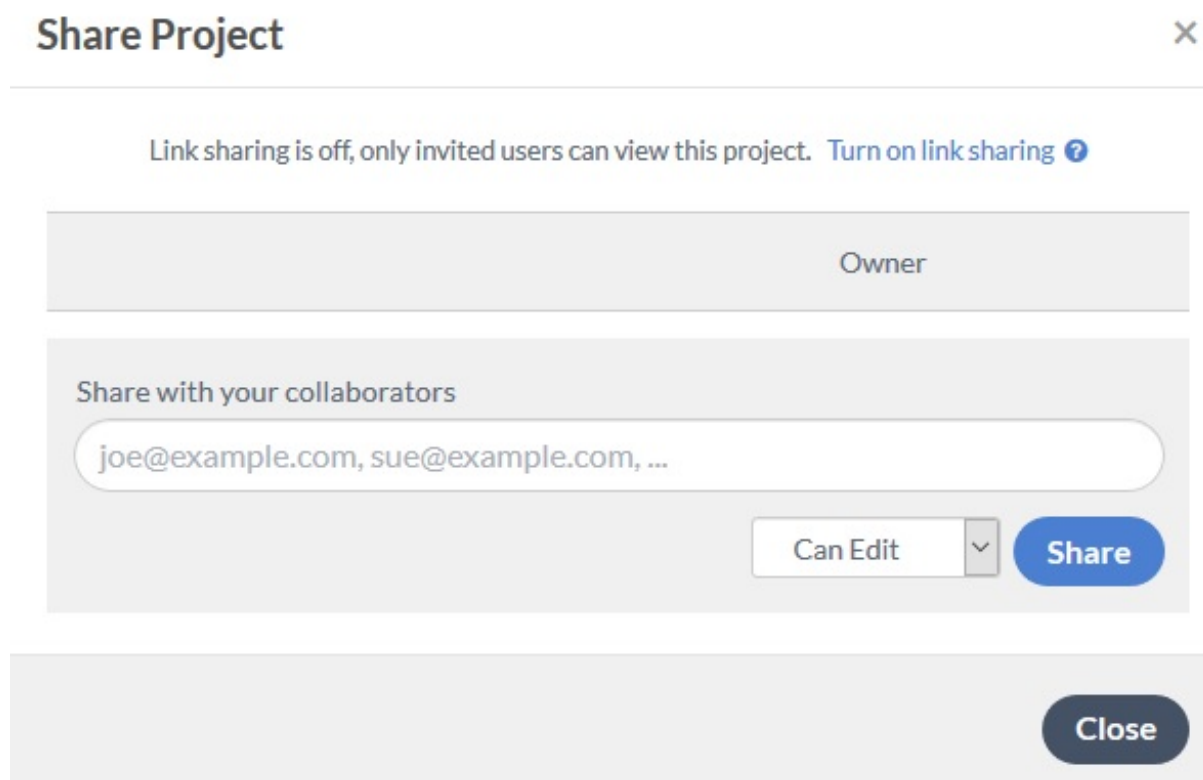 Share Project
Link sharing is off, only invited users can view this project. Turn on link sharing
Owner
Share with your collaborators
joe@example.com, sue@example.com, ...
Can Edit
Share
Close